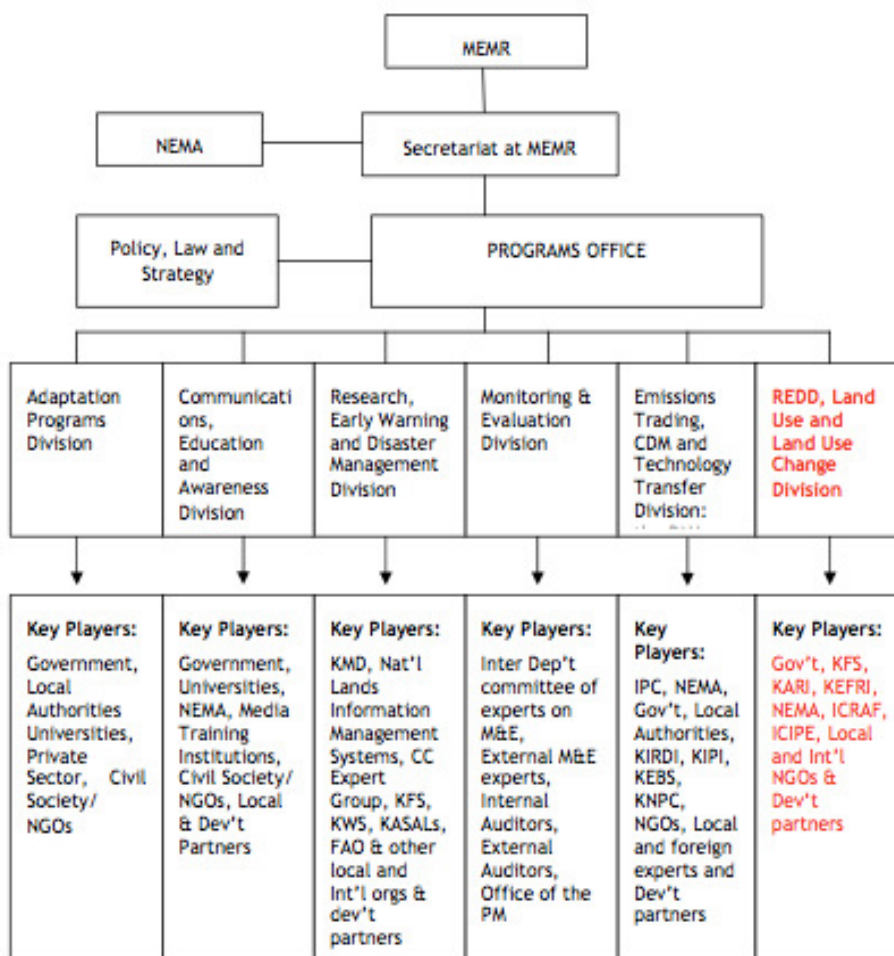 MEMR
NEMA
Secretariat at MEMR
Policy, Law and
Strategy
PROGRAMS OFFICE
Adaptation
Programs
Division
Communicati
ons,
Education
and
Awareness
Division
Research,
Early Warning
and Disaster
Management
Division
Monitoring &
Evaluation
Division
Emissions
Trading,
CDM and
Technology
Transfer
Division:
REDD, Land
Use and
Land Use
Change
Division
Key Players:
Government,
Local
Authorities
Universities,
Private
Sector, Civil
Society/
NGOs
Key Players:
Government,
Universities,
NEMA, Media
Training
Institutions,
Civil Society/
NGOs, Local
& Dev't
Partners
Key Players:
KMD, Nat'l
Lands
Information
Management
Systems, CC
Expert
Group, KFS,
KWS, KASALs,
FAO & other
local and
Int'l orgs &
dev't
partners
Key Players:
Inter Dep't
committee of
experts on
M&E,
External M&E
experts,
Internal
Auditors,
External
Auditors,
Office of the
PM
Key
Players:
IPC, NEMA,
Gov't, Local
Authorities,
KIRDI, KIPI,
KEBS,
KNPC,
NGOs, Local
and foreign
experts and
Dev't
partners
Key Players:
Gov't, KFS,
KARI, KEFRI,
NEMA, ICRAF,
ICIPE, Local
and Int'l
NGOs &
Dev't
partners